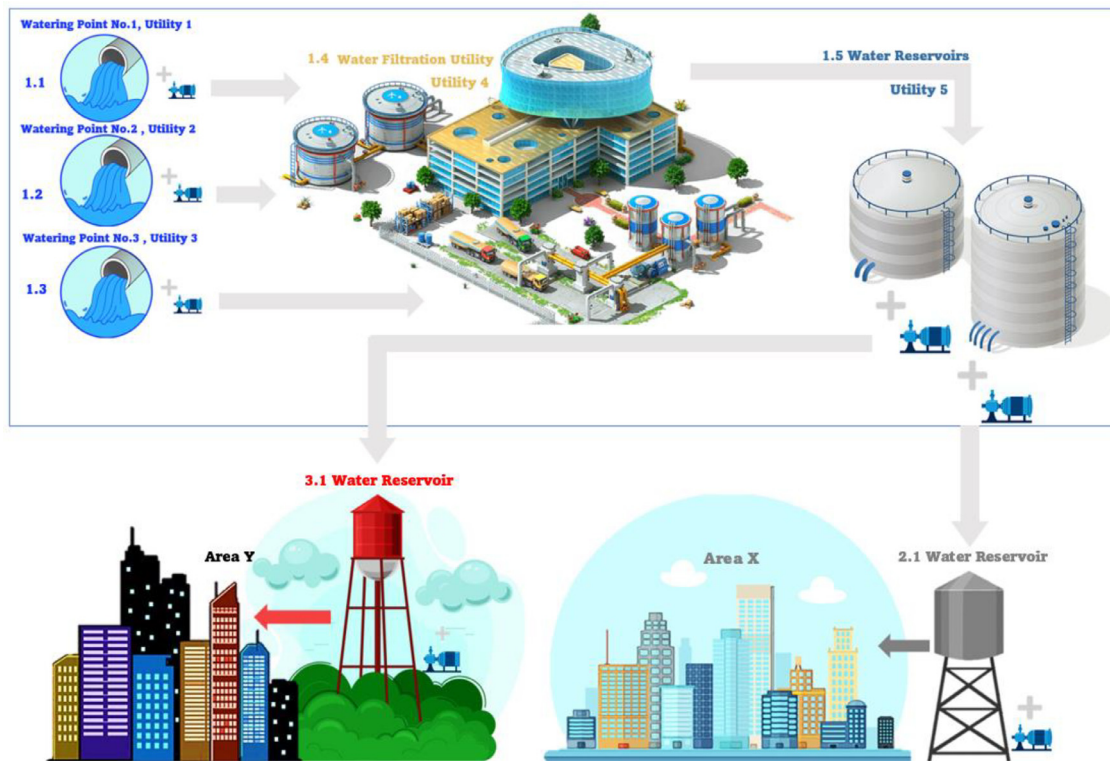 Watering Point No.1, Utility 1
1.1
Watering Point No.2 , Utility 2
1.2
Watering Point No.3 , Utility 3
1.3
1.4 Water Filtration Utility
Utility 4
1.5 Water Reservoirs
Utility 5
3.1 Water Reservoir
Area Y
Area X
2.1 Water Reservoir